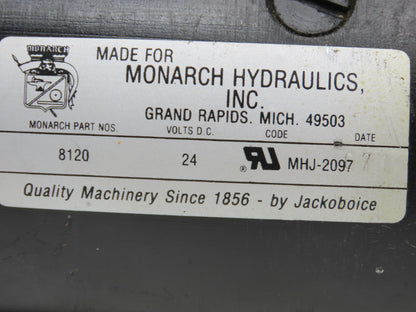 MONARCH
MADE FOR
MONARCH HYDRAULICS,
INC.
GRAND RAPIDS. MICH. 49503
MONARCH PART NOS. VOLTS D.C. CODE DATE
8120 24 ® MHJ-2097
Quality Machinery Since 1856 - by Jackoboice